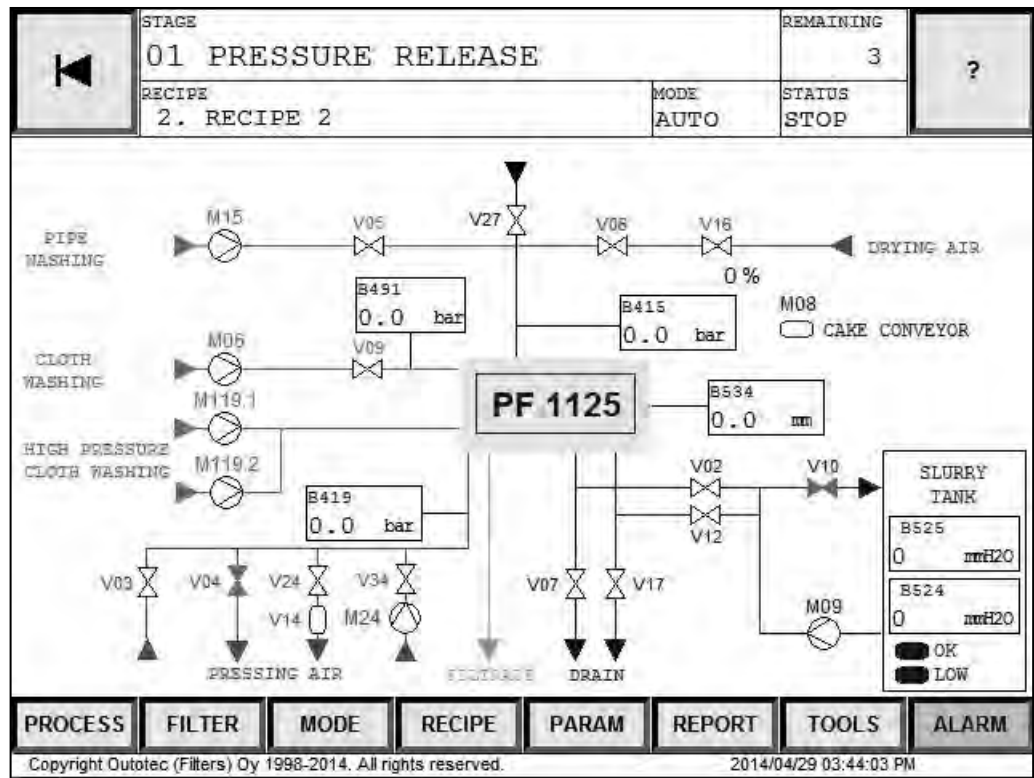 STAGE
01 PRESSURE RELEASE
REMAINING
3
?
RECIPE
2. RECIPE 2
MODE
AUTO
STATUS
STOP
M15
V05
V27
V08
V16
PIPE
WASHING
DRYING AIR
0%
B491
0.0 bar
B415
0.0 bar
M08
CAKE CONVEYOR
CLOTH
WASHING
M06
V09
PF 1125
B534
0.0 mm
M119.1
HIGH PRESSURE
CLOTH WASHING
M119.2
B419
0.0 bar
V02
V10
V12
SLURRY
TANK
B525
0 mmH2O
B524
0 mmH2O
OK
LOW
V03
V04
V24
V34
V14
M24
V07
V17
M09
PRESSING AIR
FILTRATE
DRAIN
PROCESS
FILTER
MODE
RECIPE
PARAM
REPORT
TOOLS
ALARM
Copyright Outotec (Filters) Oy 1998-2014. All rights reserved.
2014/04/29 03:44:03 PM